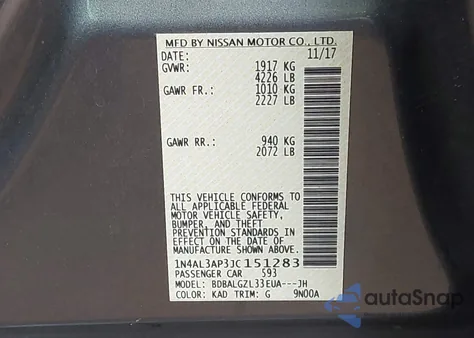 MFD BY NISSAN MOTOR CO., LTD.
DATE: 11/17
GVWR: 1917 KG
4226 LB
GAWR FR.: 1010 KG
2227 LB
GAWR RR.: 940 KG
2072 LB
THIS VEHICLE CONFORMS TO
ALL APPLICABLE FEDERAL
MOTOR VEHICLE SAFETY,
BUMPER, AND THEFT
PREVENTION STANDARDS IN
EFFECT ON THE DATE OF
MANUFACTURE SHOWN ABOVE.
1N4AL3AP3JC151283
PASSENGER CAR 593
MODEL: BDBALGZL33EUA---JH
COLOR: KAD TRIM: G 9N00A
autoSnap